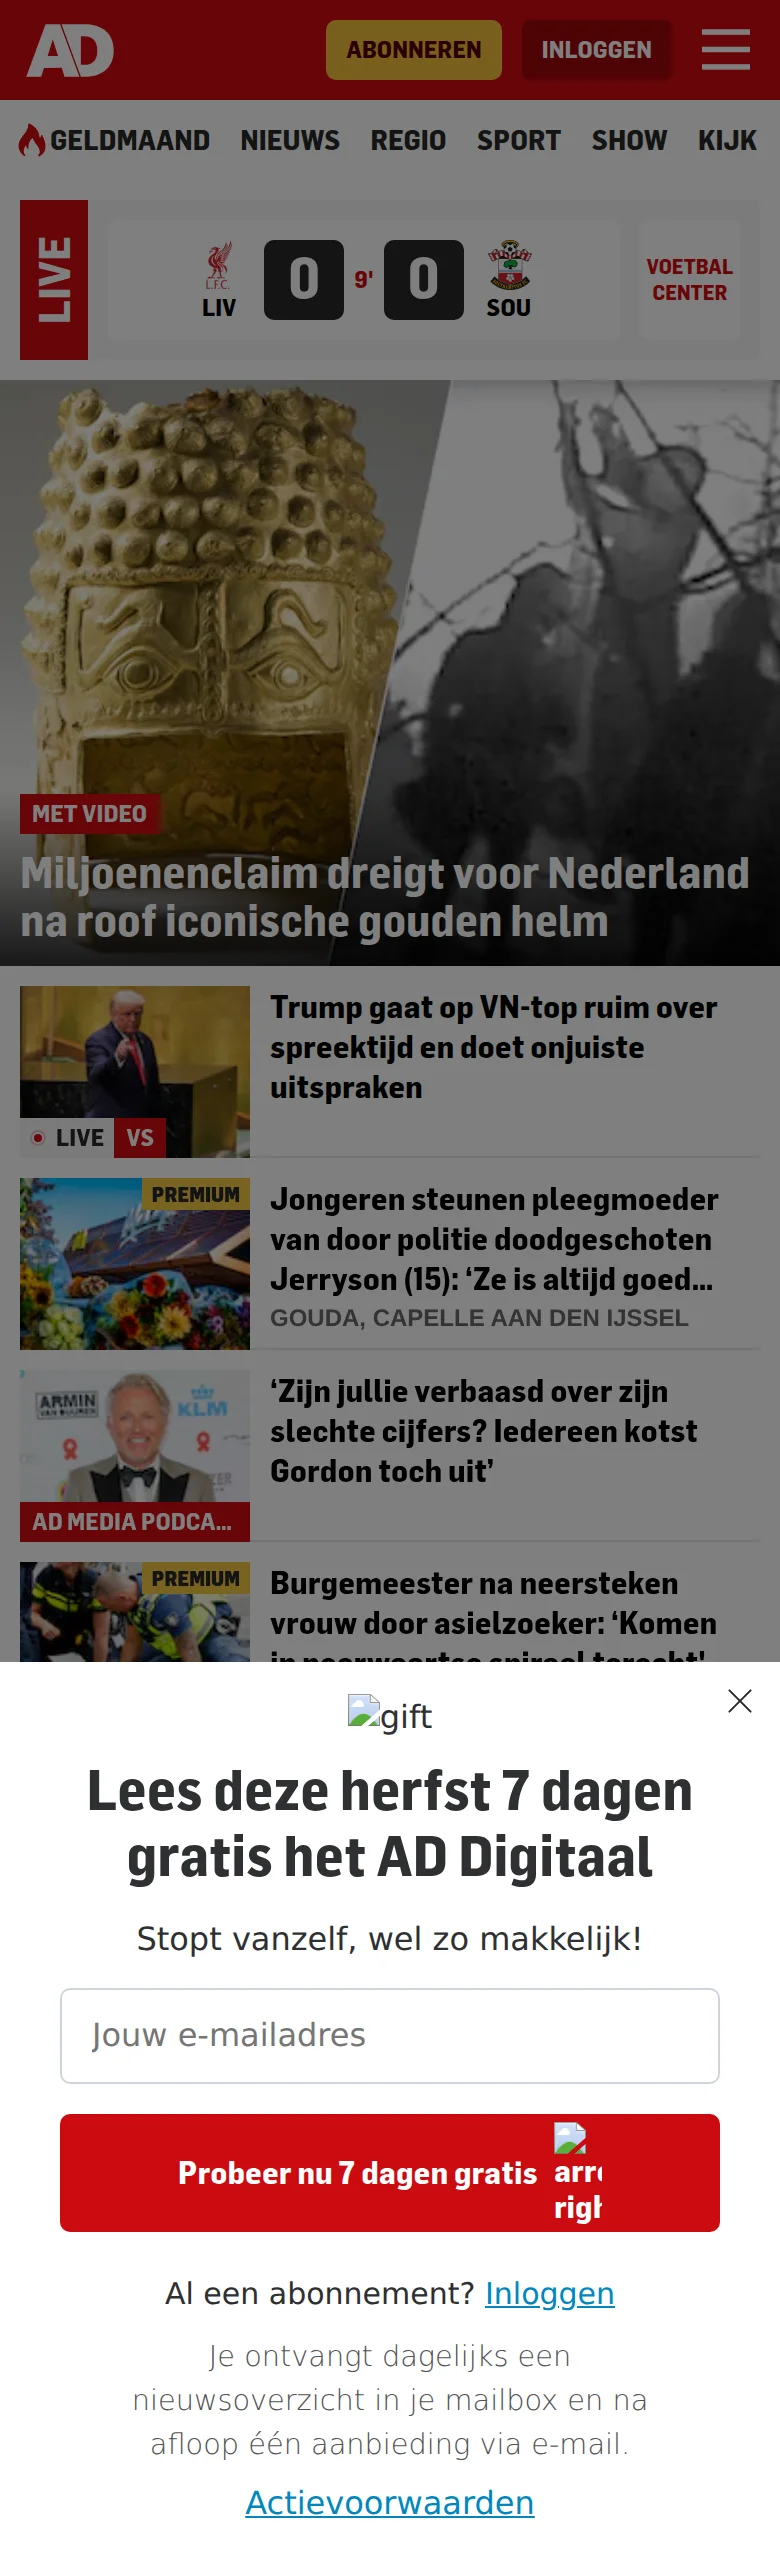 AD
ABONNEREN
INLOGGEN
GELDMAAND NIEUWS REGIO SPORT SHOW KIJK
LIVE
L.F.C.
LIV
0
9'
0
SOU
VOETBAL
CENTER
MET VIDEO
Miljoenenclaim dreigt voor Nederland
na roof iconische gouden helm
Trump gaat op VN-top ruim over
spreektijd en doet onjuiste
uitspraken
LIVE VS
PREMIUM
Jongeren steunen pleegmoeder
van door politie doodgeschoten
Jerryson (15): ‘Ze is altijd goed...
GOUDA, CAPELLE AAN DEN IJSSEL
ARMIN
VAN BUUREN
KLM
‘Zijn jullie verbaasd over zijn
slechte cijfers? Iedereen kotst
Gordon toch uit’
AD MEDIA PODCA...
PREMIUM
Burgemeester na neersteken
vrouw door asielzoeker: ‘Komen
in neerwaartse spiraal terecht'
gift
Lees deze herfst 7 dagen
gratis het AD Digitaal
Stopt vanzelf, wel zo makkelijk!
Jouw e-mailadres
Probeer nu 7 dagen gratis
arr
righ
Al een abonnement? Inloggen
Je ontvangt dagelijks een
nieuwsoverzicht in je mailbox en na
afloop één aanbieding via e-mail.
Actievoorwaarden